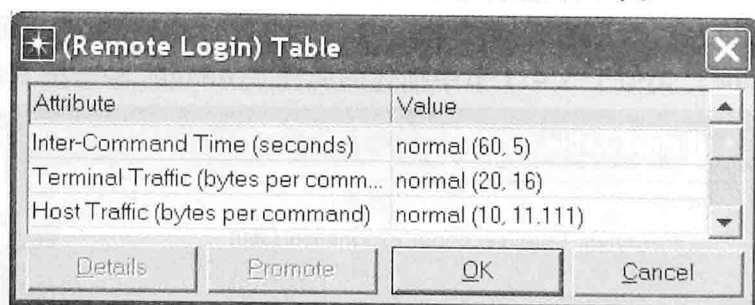 (Remote Login) Table
Attribute Value
Inter-Command Time (seconds) normal (60, 5)
Terminal Traffic (bytes per comm... normal (20, 16)
Host Traffic (bytes per command) normal (10, 11.111)
Details Promote OK Cancel